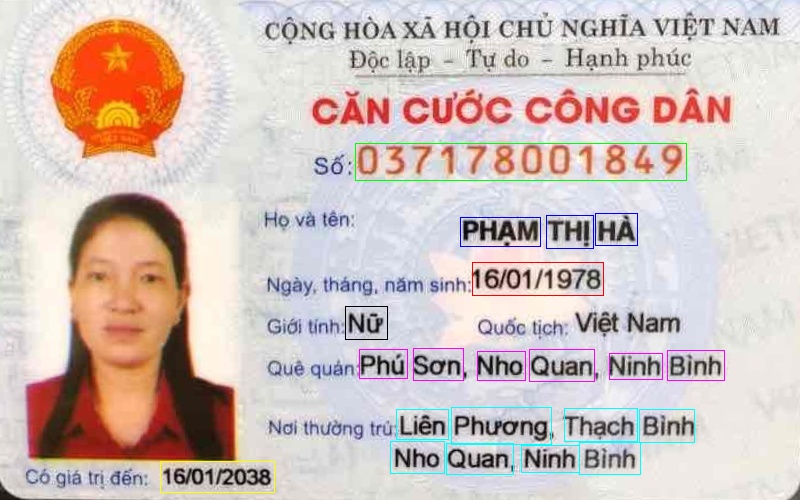 CỘNG HÒA XÃ HỘI CHỦ NGHĨA VIỆT NAM
Độc lập - Tự do - Hạnh phúc
CĂN CƯỚC CÔNG DÂN
Số: 037178001849
Họ và tên: PHẠM THỊ HÀ
Ngày, tháng, năm sinh: 16/01/1978
Giới tính: Nữ Quốc tịch: Việt Nam
Quê quán: Phú Sơn, Nho Quan, Ninh Bình
Nơi thường trú: Liên Phương, Thạch Bình
Nho Quan, Ninh Bình
Có giá trị đến: 16/01/2038